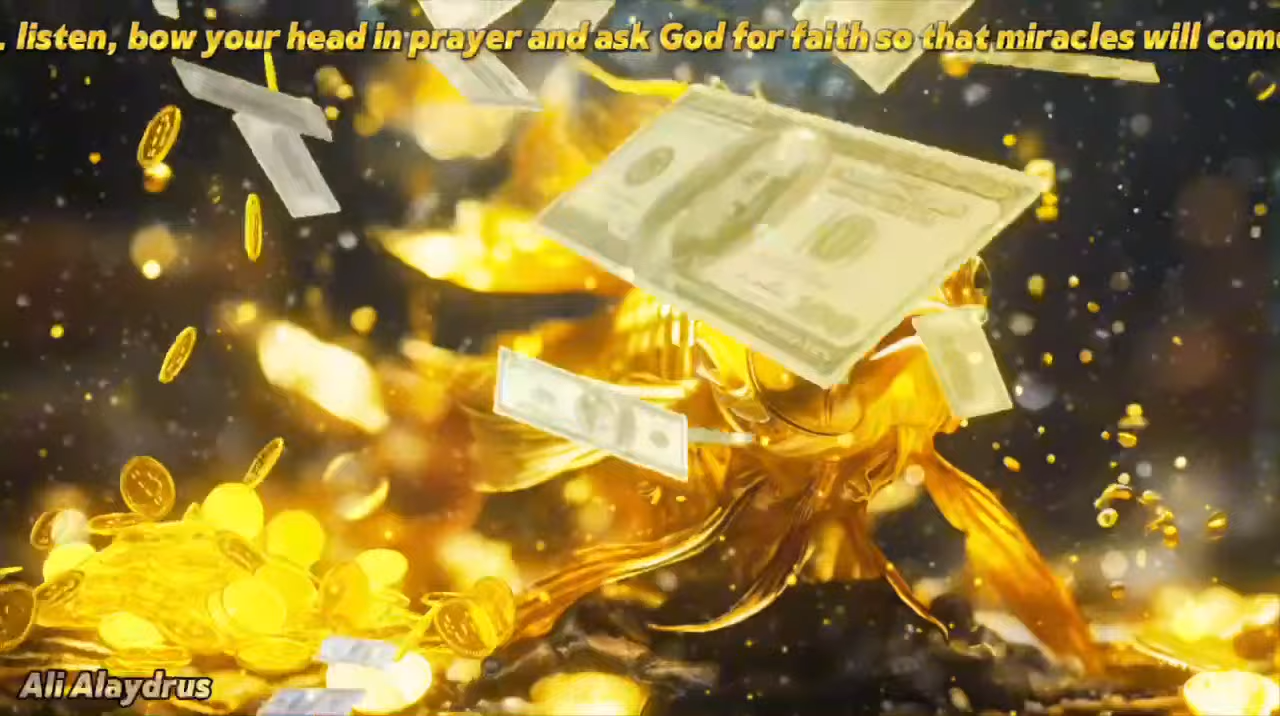 listen, bow your head in prayer and ask God for faith so that miracles will come
Ali Alaydrus